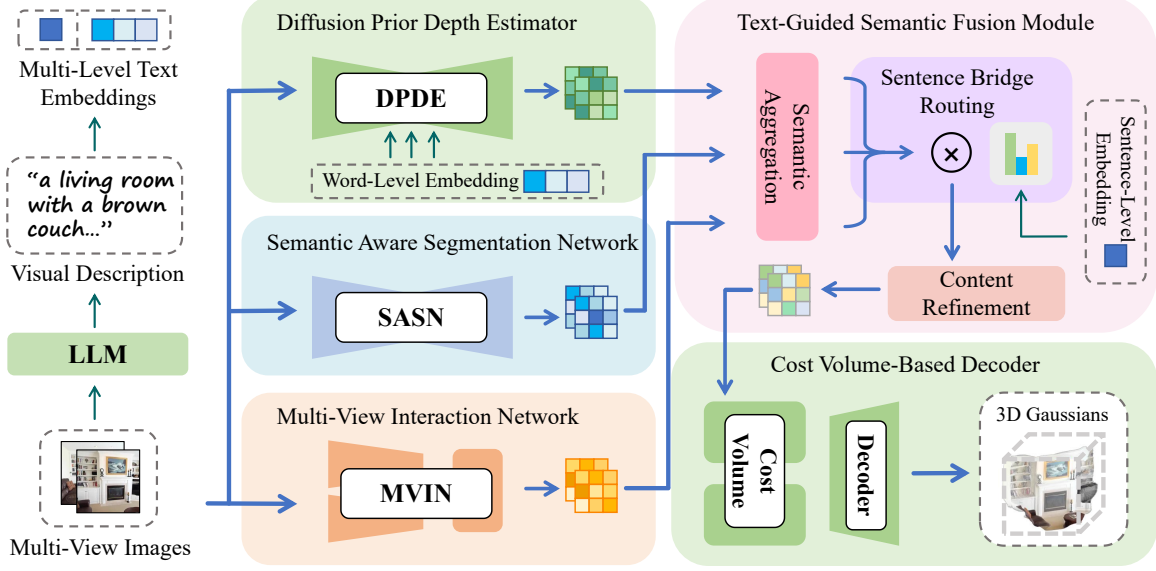 Multi-Level Text
Embeddings
“a living room
with a brown
couch...”
Visual Description
LLM
Multi-View Images
Diffusion Prior Depth Estimator
DPDE
Word-Level Embedding
Semantic Aware Segmentation Network
SASN
Multi-View Interaction Network
MVIN
Text-Guided Semantic Fusion Module
Semantic
Aggregation
Sentence Bridge
Routing
×
Sentence-Level
Embedding
Content
Refinement
Cost Volume-Based Decoder
Cost
Volume
Decoder
3D Gaussians